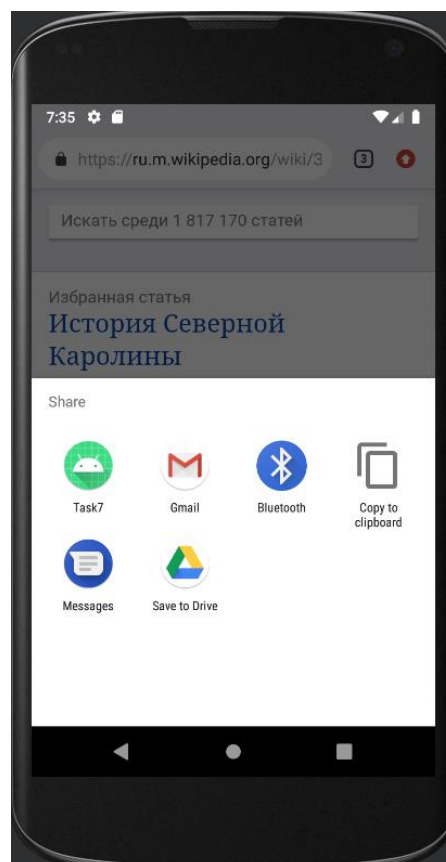 7:35
https://ru.m.wikipedia.org/wiki/З
3
Искать среди 1 817 170 статей
Избранная статья
История Северной
Каролины
Share
Task7
Gmail
Bluetooth
Copy to
clipboard
Messages
Save to Drive